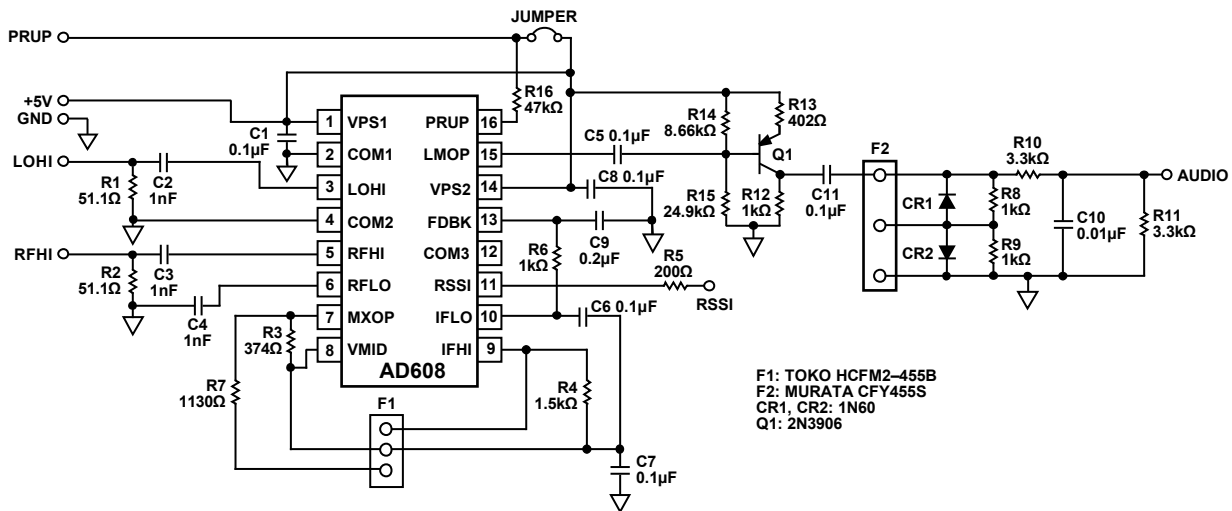 JUMPER
PRUP
+5V
GND
LOHI
RFHI
C1
0.1µF
R1
51.1Ω
C2
1nF
R2
51.1Ω
C3
1nF
C4
1nF
R3
374Ω
R7
1130Ω
1 VPS1
2 COM1
3 LOHI
4 COM2
5 RFHI
6 RFLO
7 MXOP
8 VMID
PRUP 16
LMOP 15
VPS2 14
FDBK 13
COM3 12
RSSI 11
IFLO 10
IFHI 9
AD608
F1
R16
47kΩ
C5 0.1µF
C8 0.1µF
R6
1kΩ
C9
0.2µF
R5
200Ω
RSSI
C6 0.1µF
R4
1.5kΩ
C7
0.1µF
R14
8.66kΩ
R13
402Ω
Q1
R15
24.9kΩ
R12
1kΩ
C11
0.1µF
F2
CR1
CR2
R8
1kΩ
R9
1kΩ
R10
3.3kΩ
C10
0.01µF
R11
3.3kΩ
AUDIO
F1: TOKO HCFM2–455B
F2: MURATA CFY455S
CR1, CR2: 1N60
Q1: 2N3906